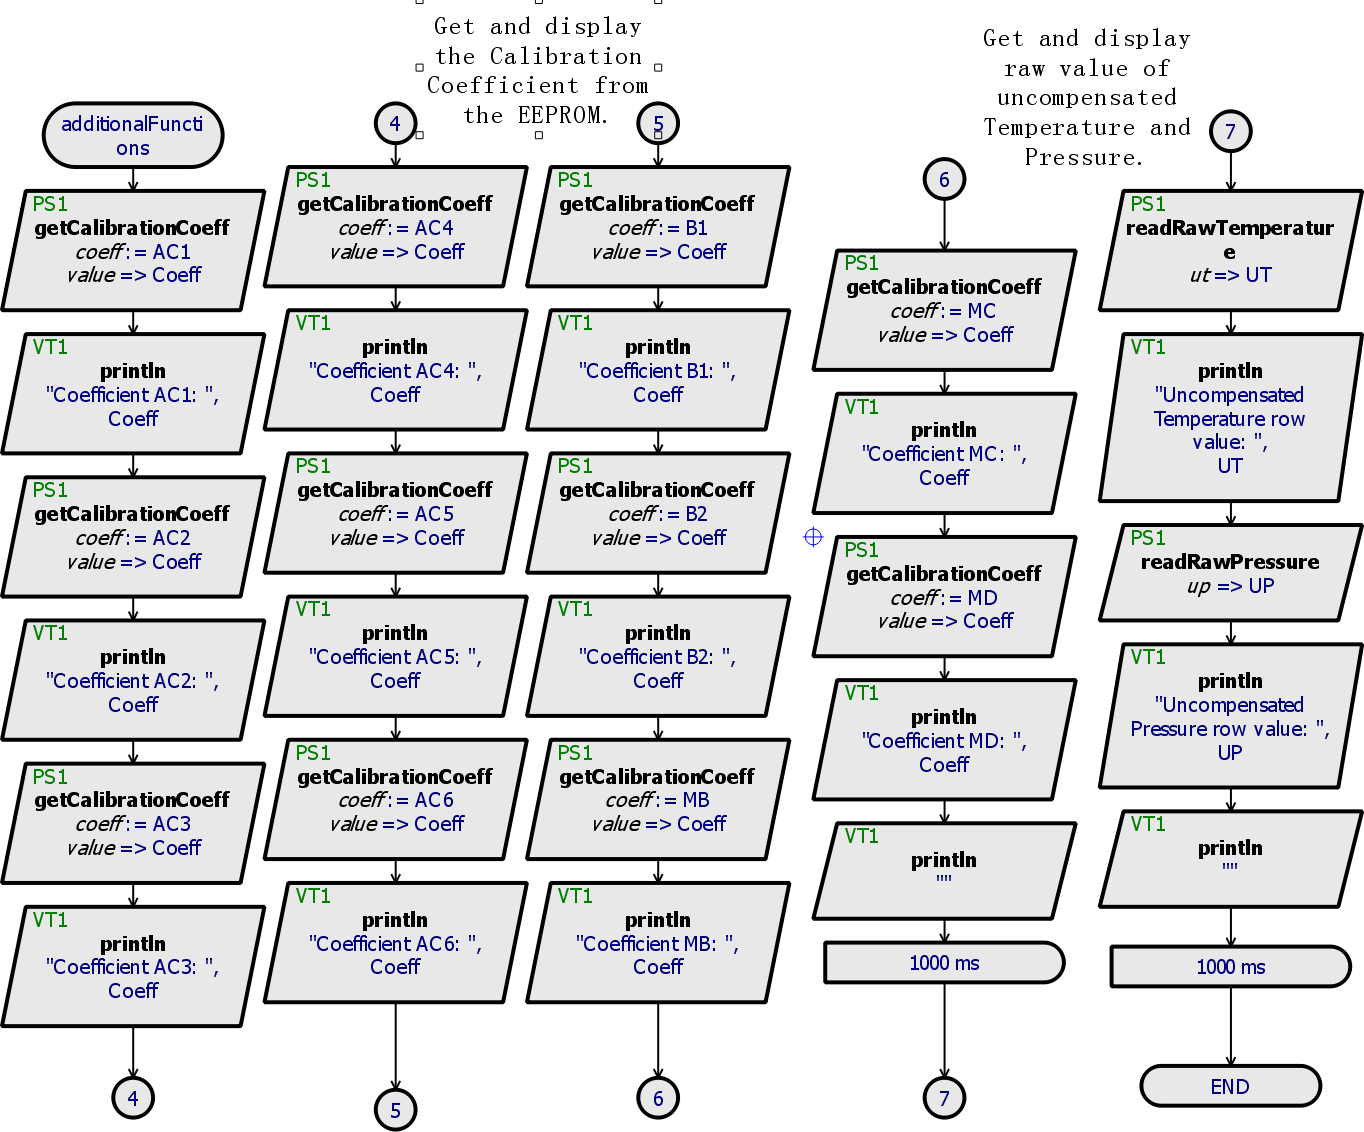 Get and display
the Calibration
Coefficient from
the EEPROM.
Get and display
raw value of
uncompensated
Temperature and
Pressure.
additionalFuncti
ons
PS1
getCalibrationCoeff
coeff := AC1
value => Coeff
VT1
println
"Coefficient AC1: ",
Coeff
PS1
getCalibrationCoeff
coeff := AC2
value => Coeff
VT1
println
"Coefficient AC2: ",
Coeff
PS1
getCalibrationCoeff
coeff := AC3
value => Coeff
VT1
println
"Coefficient AC3: ",
Coeff
4
4
PS1
getCalibrationCoeff
coeff := AC4
value => Coeff
VT1
println
"Coefficient AC4: ",
Coeff
PS1
getCalibrationCoeff
coeff := AC5
value => Coeff
VT1
println
"Coefficient AC5: ",
Coeff
PS1
getCalibrationCoeff
coeff := AC6
value => Coeff
VT1
println
"Coefficient AC6: ",
Coeff
5
5
PS1
getCalibrationCoeff
coeff := B1
value => Coeff
VT1
println
"Coefficient B1: ",
Coeff
PS1
getCalibrationCoeff
coeff := B2
value => Coeff
VT1
println
"Coefficient B2: ",
Coeff
PS1
getCalibrationCoeff
coeff := MB
value => Coeff
VT1
println
"Coefficient MB: ",
Coeff
6
6
PS1
getCalibrationCoeff
coeff := MC
value => Coeff
VT1
println
"Coefficient MC: ",
Coeff
PS1
getCalibrationCoeff
coeff := MD
value => Coeff
VT1
println
"Coefficient MD: ",
Coeff
VT1
println
""
1000 ms
7
7
PS1
readRawTemperatur
e
ut => UT
VT1
println
"Uncompensated
Temperature row
value: ",
UT
PS1
readRawPressure
up => UP
VT1
println
"Uncompensated
Pressure row value: ",
UP
VT1
println
""
1000 ms
END